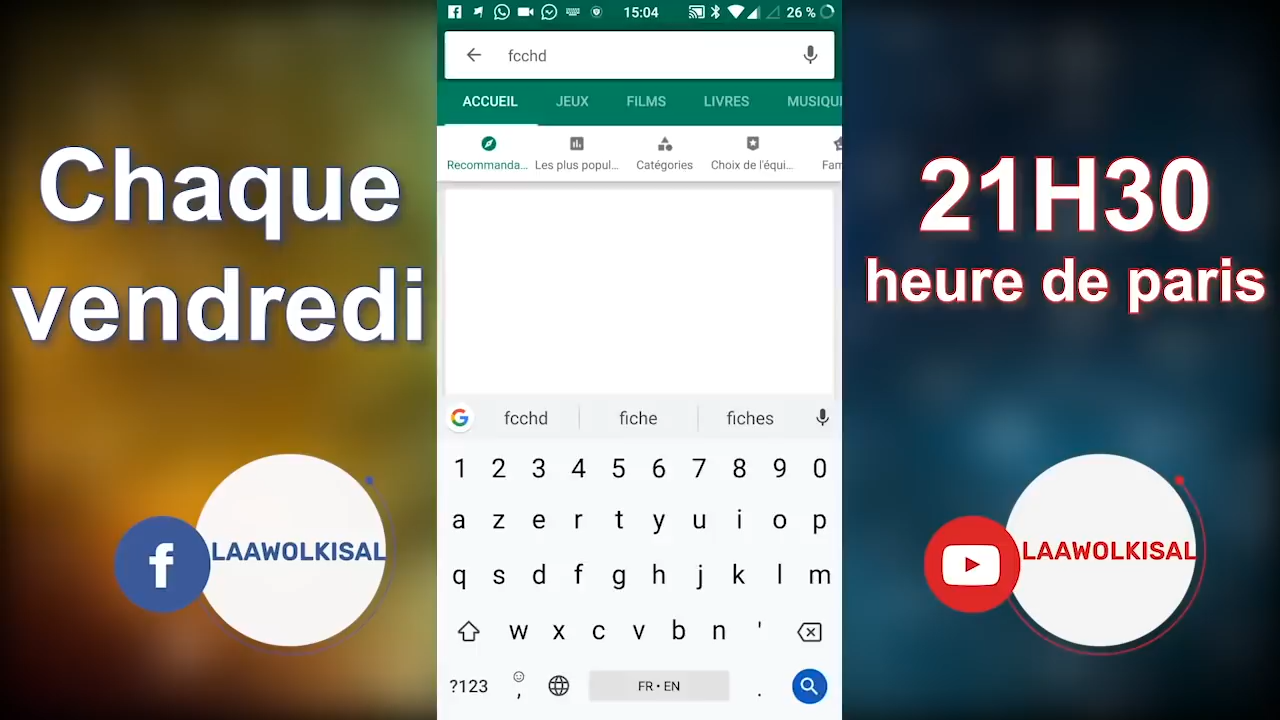 Chaque
vendredi
LAAWOLKISAL
15:04
26 %
fcchd
ACCUEIL JEUX FILMS LIVRES MUSIQU
Recommanda... Les plus popul... Catégories Choix de l'équi... Fam
fcchd fiche fiches
1 2 3 4 5 6 7 8 9 0
a z e r t y u i o p
q s d f g h j k l m
w x c v b n '
?123 , FR • EN .
21H30
heure de paris
LAAWOLKISAL